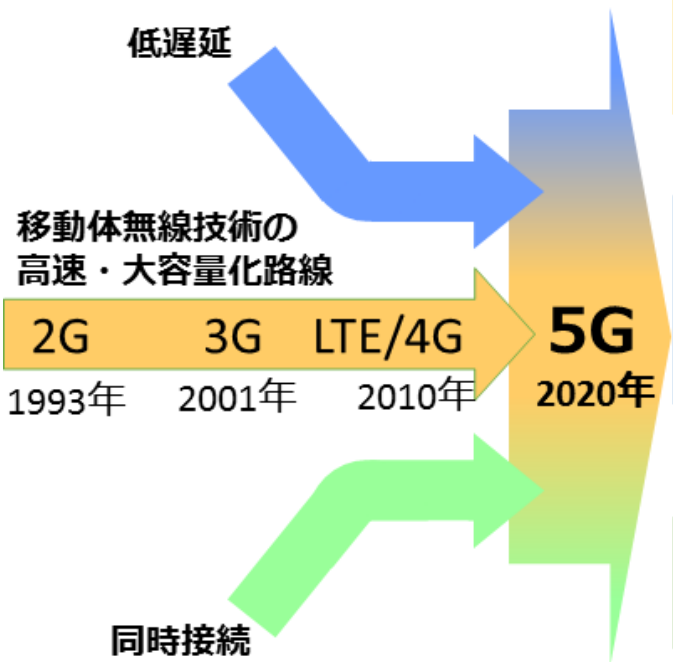 低遅延
移動体無線技術の
高速・大容量化路線
2G 3G LTE/4G 5G
1993年 2001年 2010年 2020年
同時接続